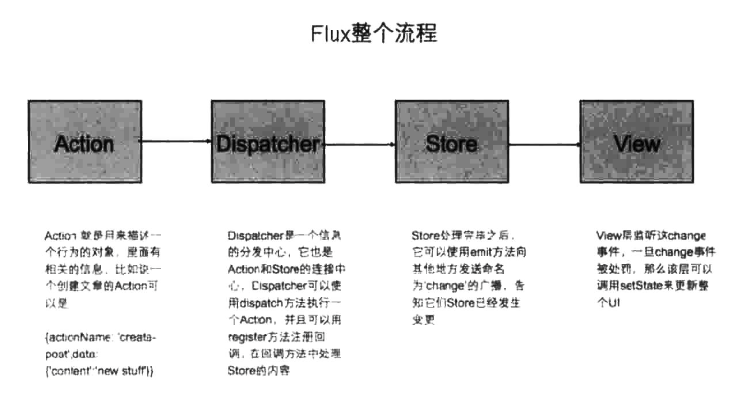 Flux整个流程
Action
Dispatcher
Store
View
Action 就是用来描述一
个行为的对象，里面有
相关的信息，比如说一
个创建文章的Action可
以是
{actionName: 'create-
post',data:
{'content':'new stuff'}}
Dispatcher是一个信息
的分发中心，它也是
Action和Store的连接中
心，Dispatcher可以使
用dispatch方法执行一
个Action，并且可以用
register方法注册回
调，在回调方法中处理
Store的内容
Store处理完毕之后，
它可以使用emit方法向
其他地方发送命名
为'change'的广播，告
知它们Store已经发生
变更
View层监听这change
事件，一旦change事件
被处罚，那么该层可以
调用setState来更新整
个UI